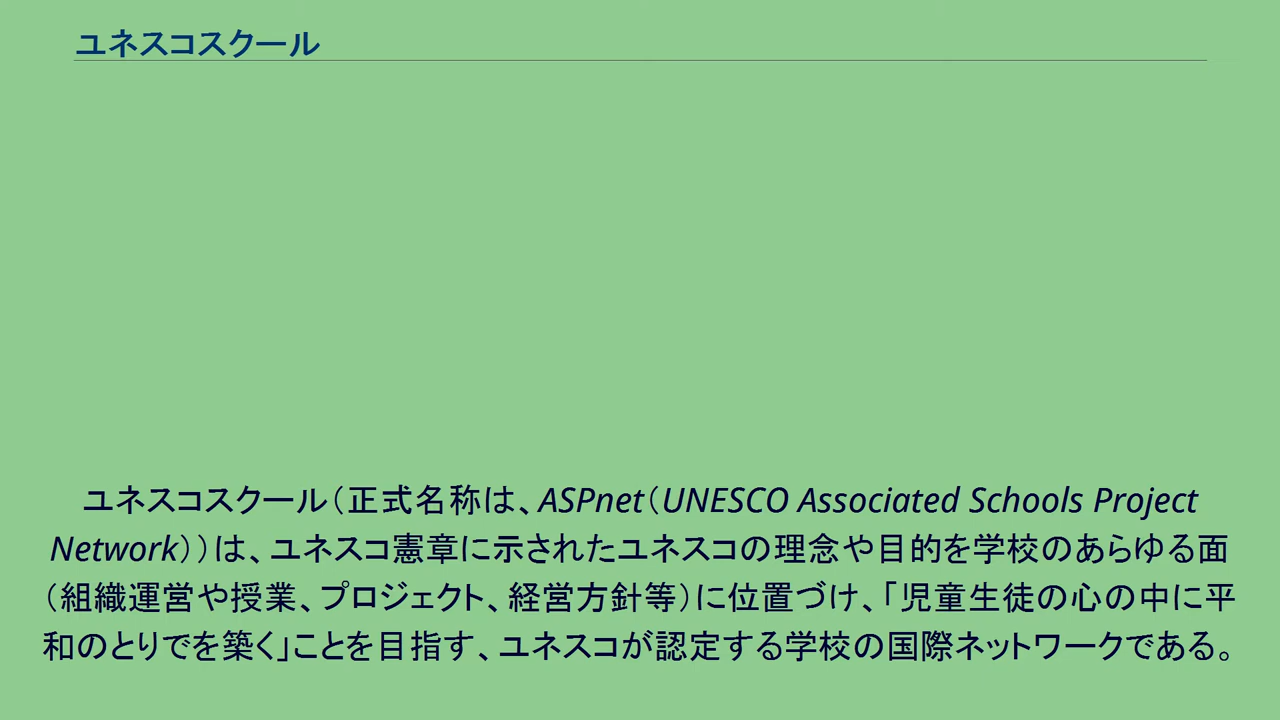 ユネスコスクール
ユネスコスクール（正式名称は、ASPnet（UNESCO Associated Schools Project
Network））は、ユネスコ憲章に示されたユネスコの理念や目的を学校のあらゆる面
（組織運営や授業、プロジェクト、経営方針等）に位置づけ、「児童生徒の心の中に平
和のとりでを築く」ことを目指す、ユネスコが認定する学校の国際ネットワークである。